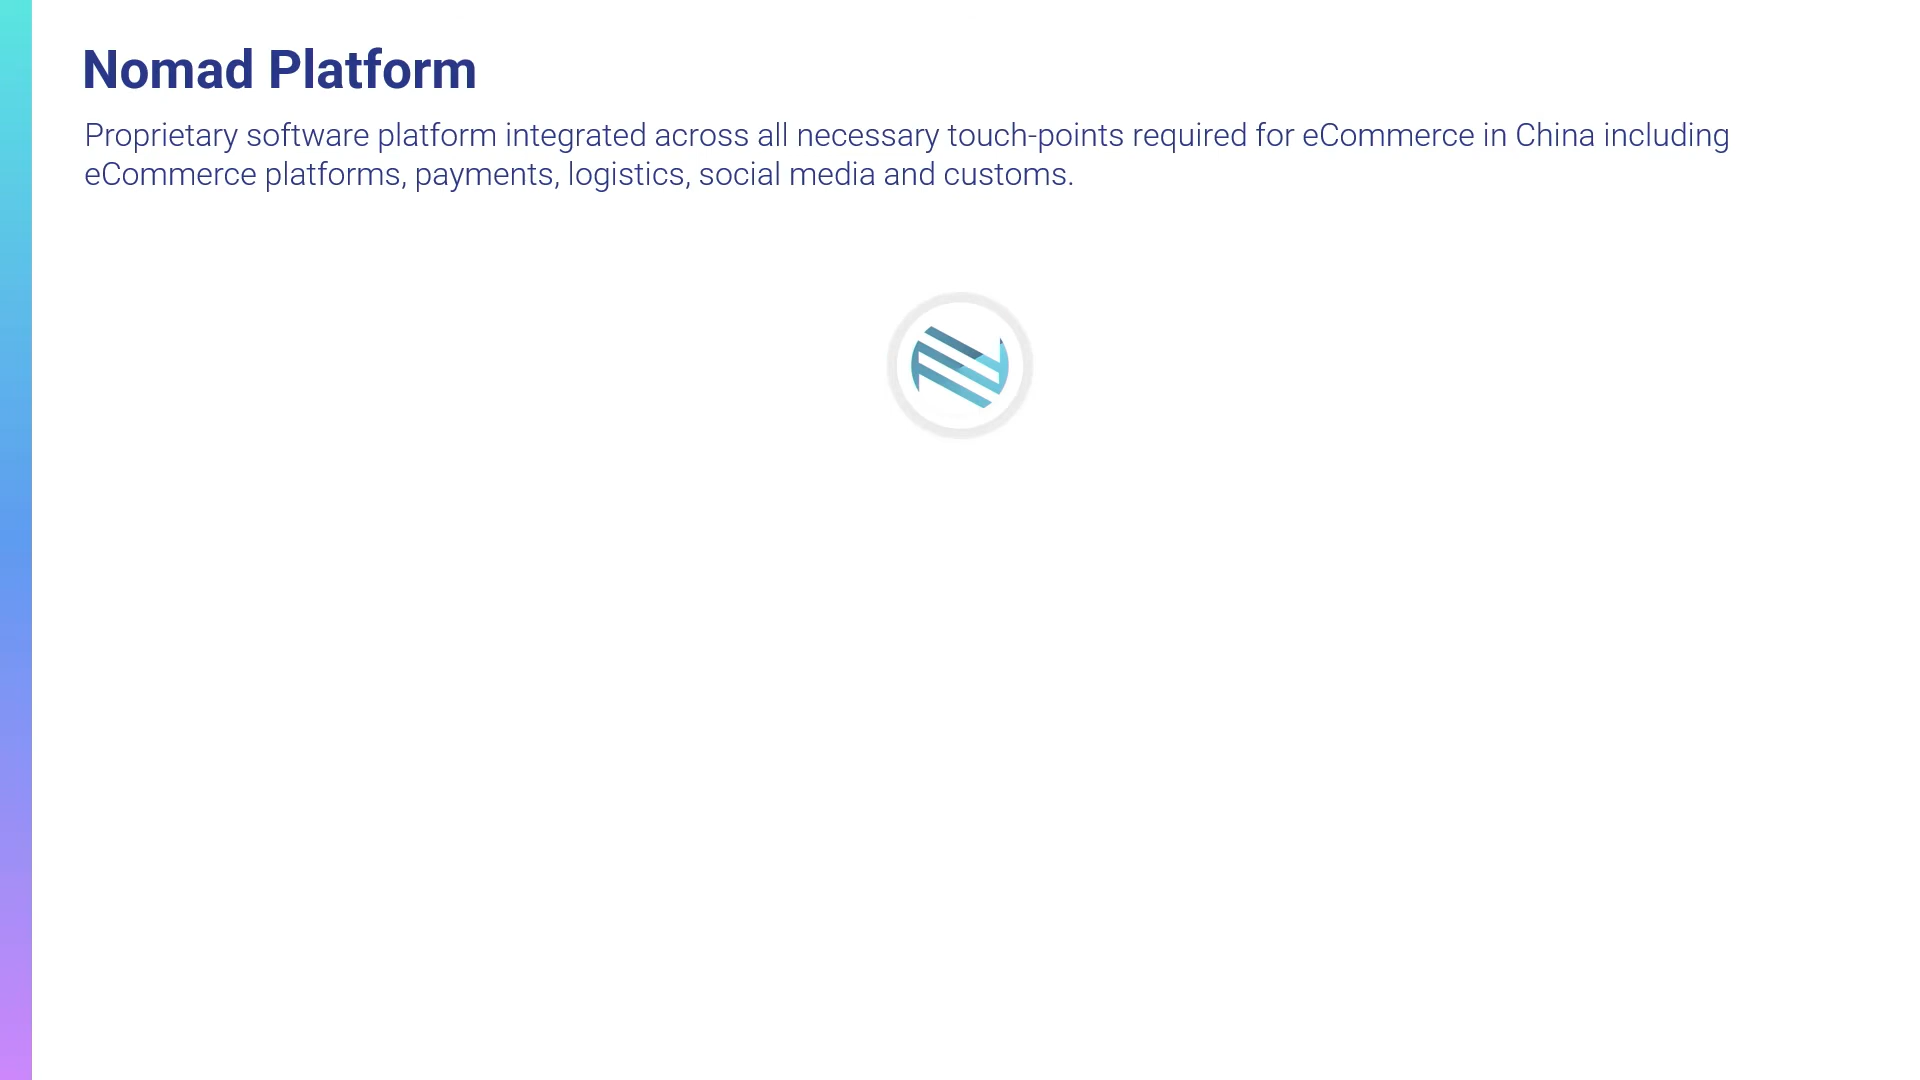 Nomad Platform
Proprietary software platform integrated across all necessary touch-points required for eCommerce in China including
eCommerce platforms, payments, logistics, social media and customs.